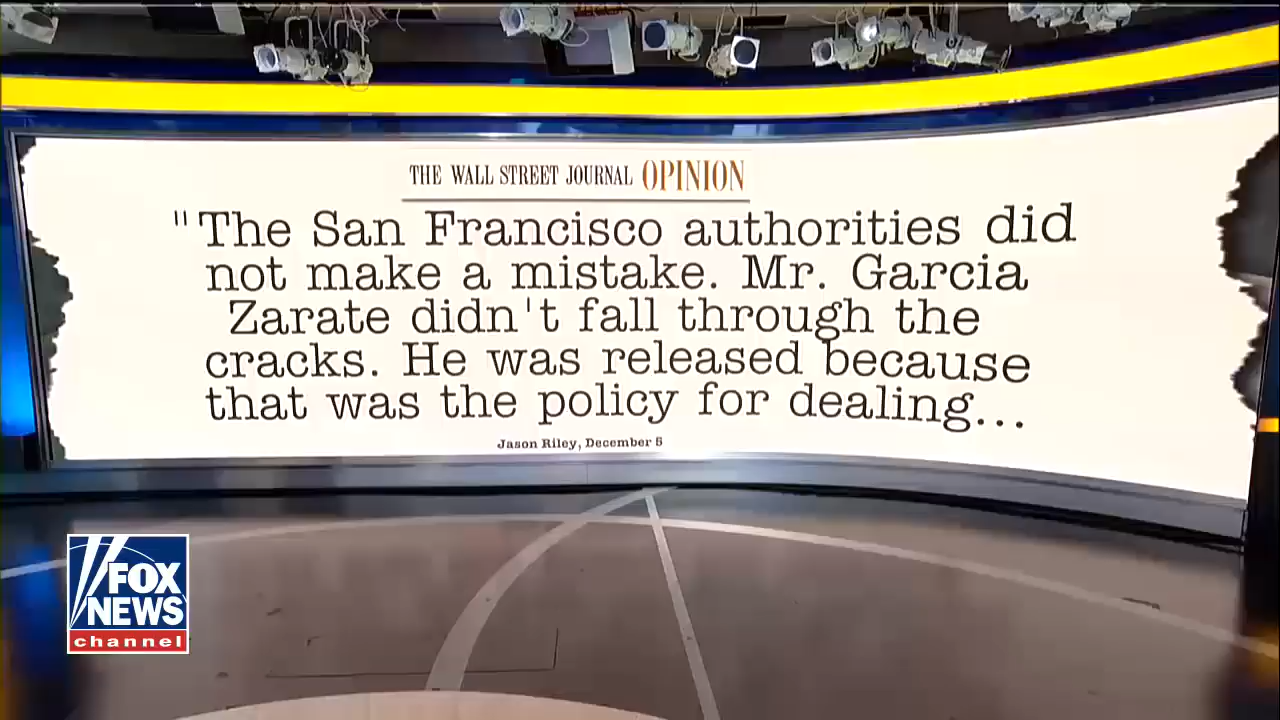 THE WALL STREET JOURNAL OPINION
"The San Francisco authorities did
not make a mistake. Mr. Garcia
Zarate didn't fall through the
cracks. He was released because
that was the policy for dealing...
Jason Riley, December 5
FOX
NEWS
channel